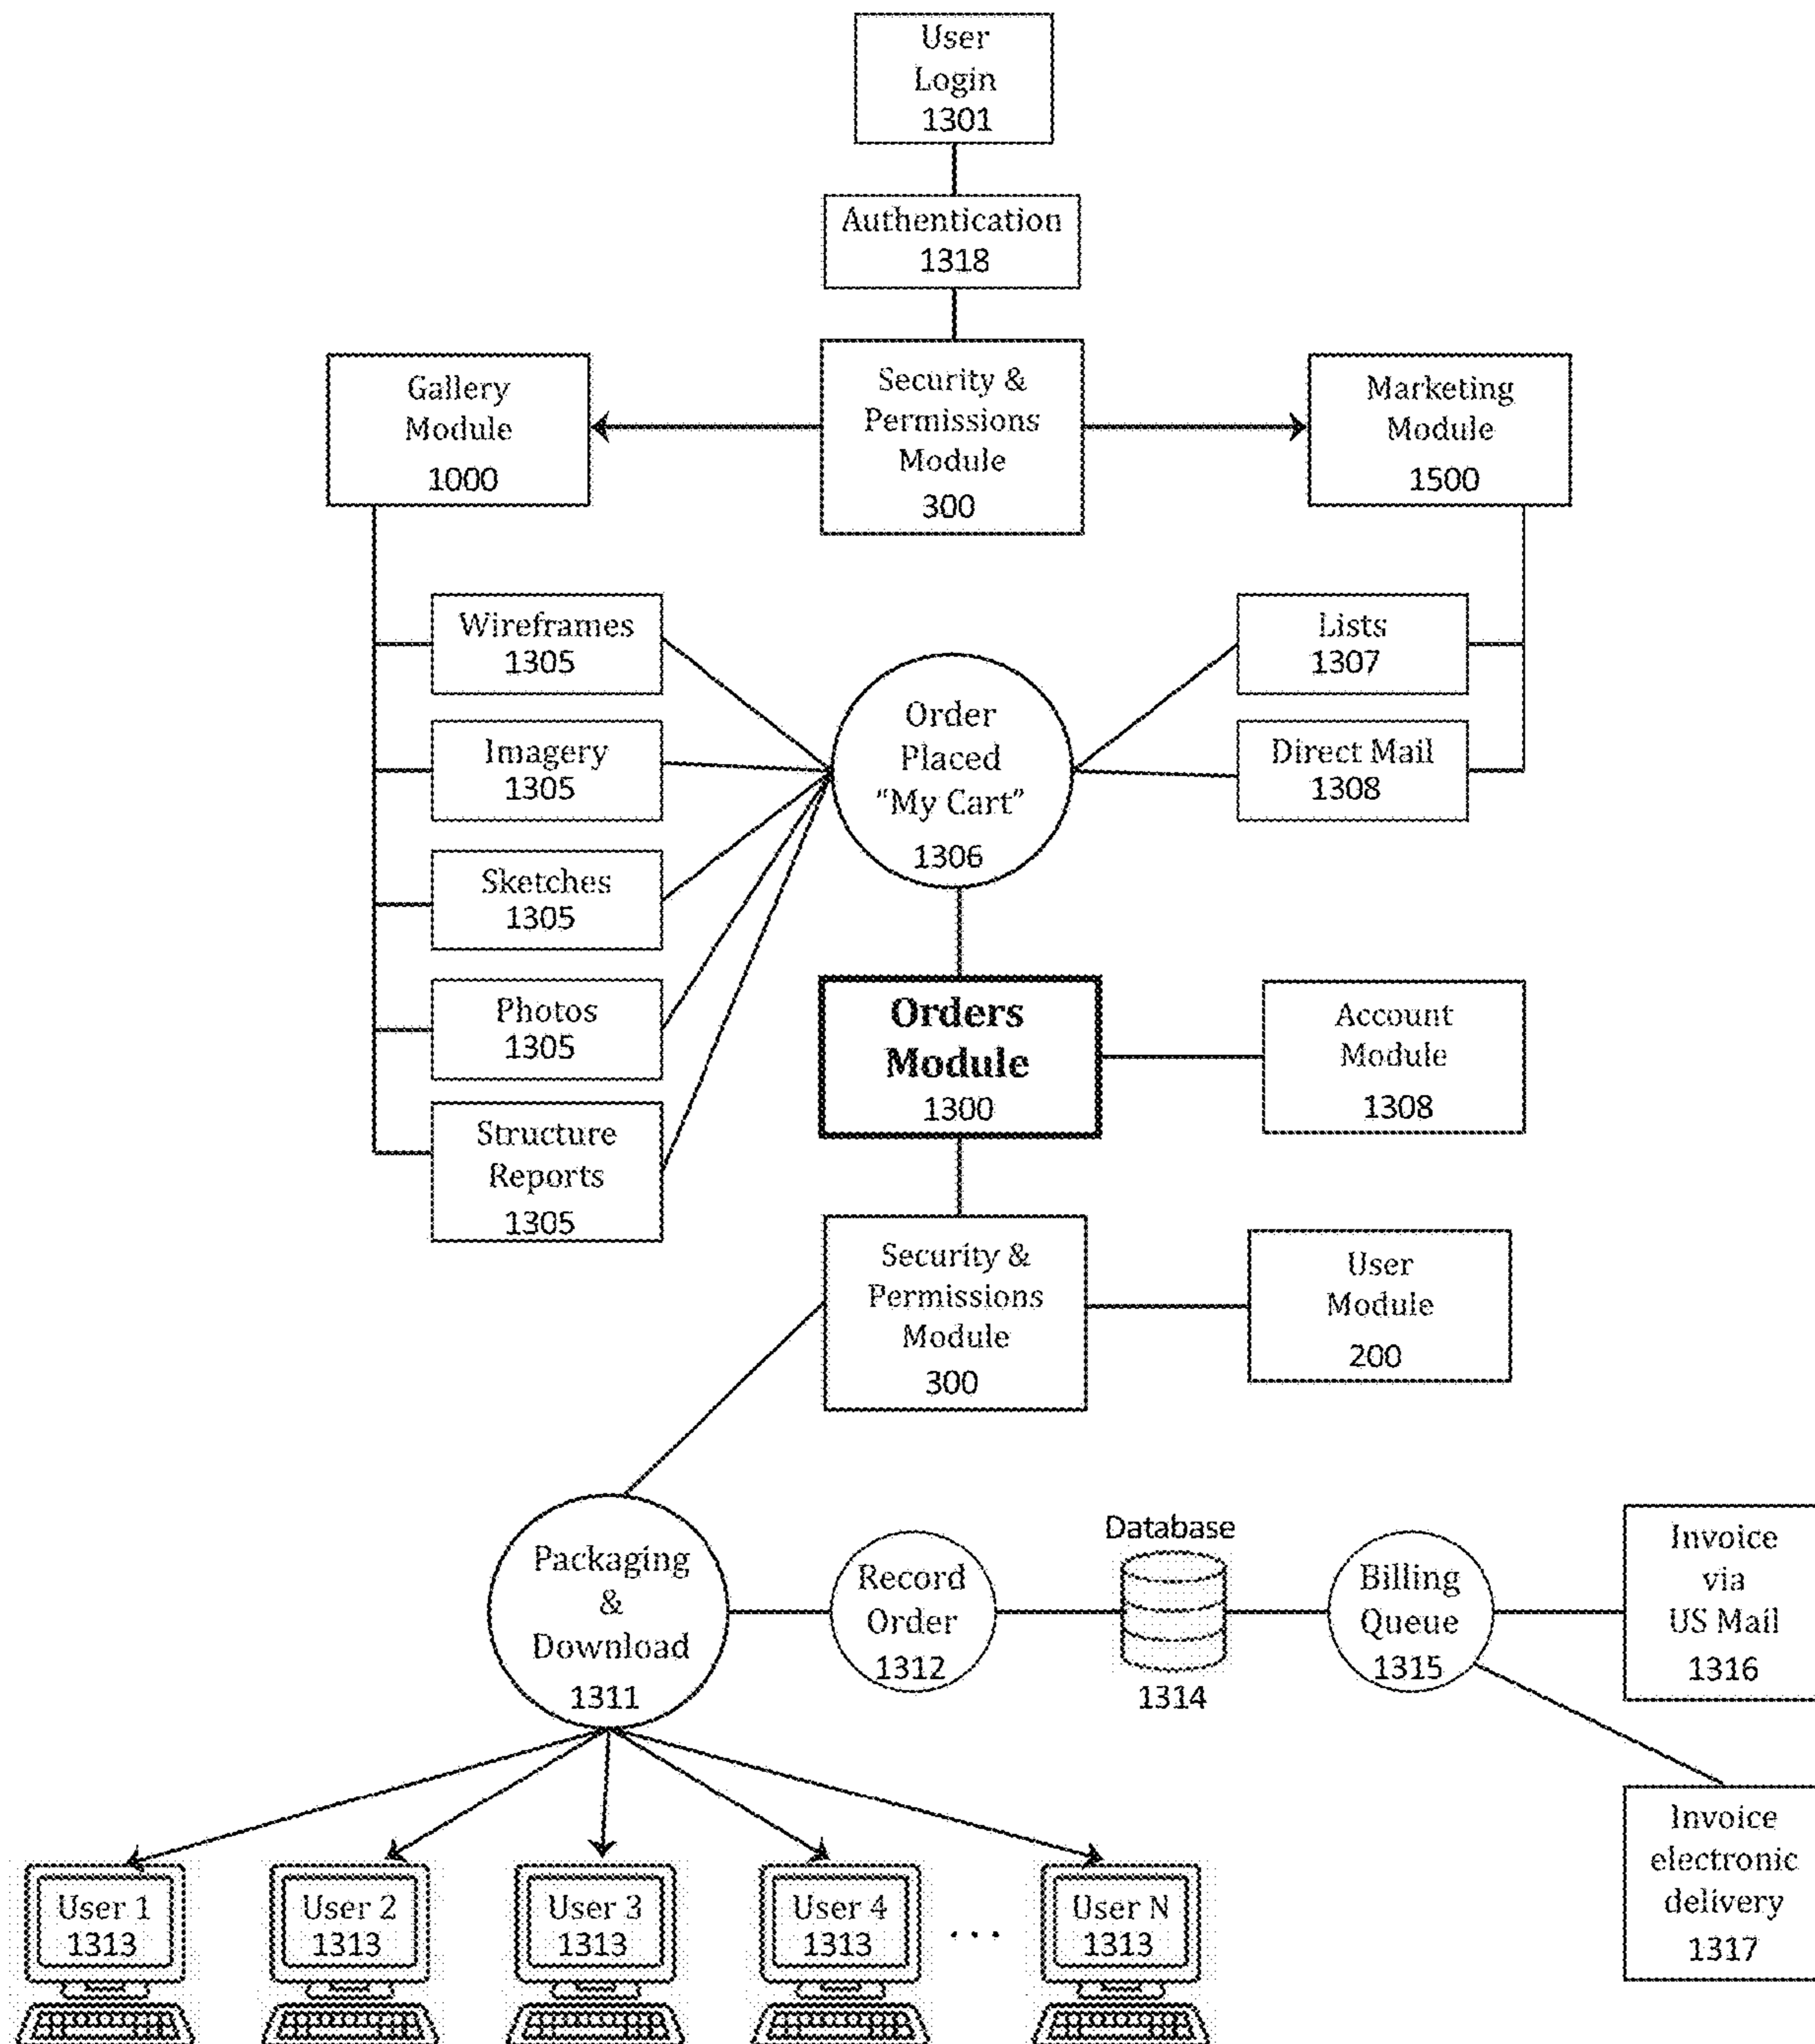 User
Login
1301
Authentication
1318
Gallery
Module
1000
Security &
Permissions
Module
300
Marketing
Module
1500
Wireframes
1305
Imagery
1305
Sketches
1305
Photos
1305
Structure
Reports
1305
Order
Placed
“My Cart”
1306
Lists
1307
Direct Mail
1308
Orders
Module
1300
Account
Module
1308
Security &
Permissions
Module
300
User
Module
200
Packaging
&
Download
1311
Record
Order
1312
Database
1314
Billing
Queue
1315
Invoice
via
US Mail
1316
Invoice
electronic
delivery
1317
User 1
1313
User 2
1313
User 3
1313
User 4
1313
...
User N
1313